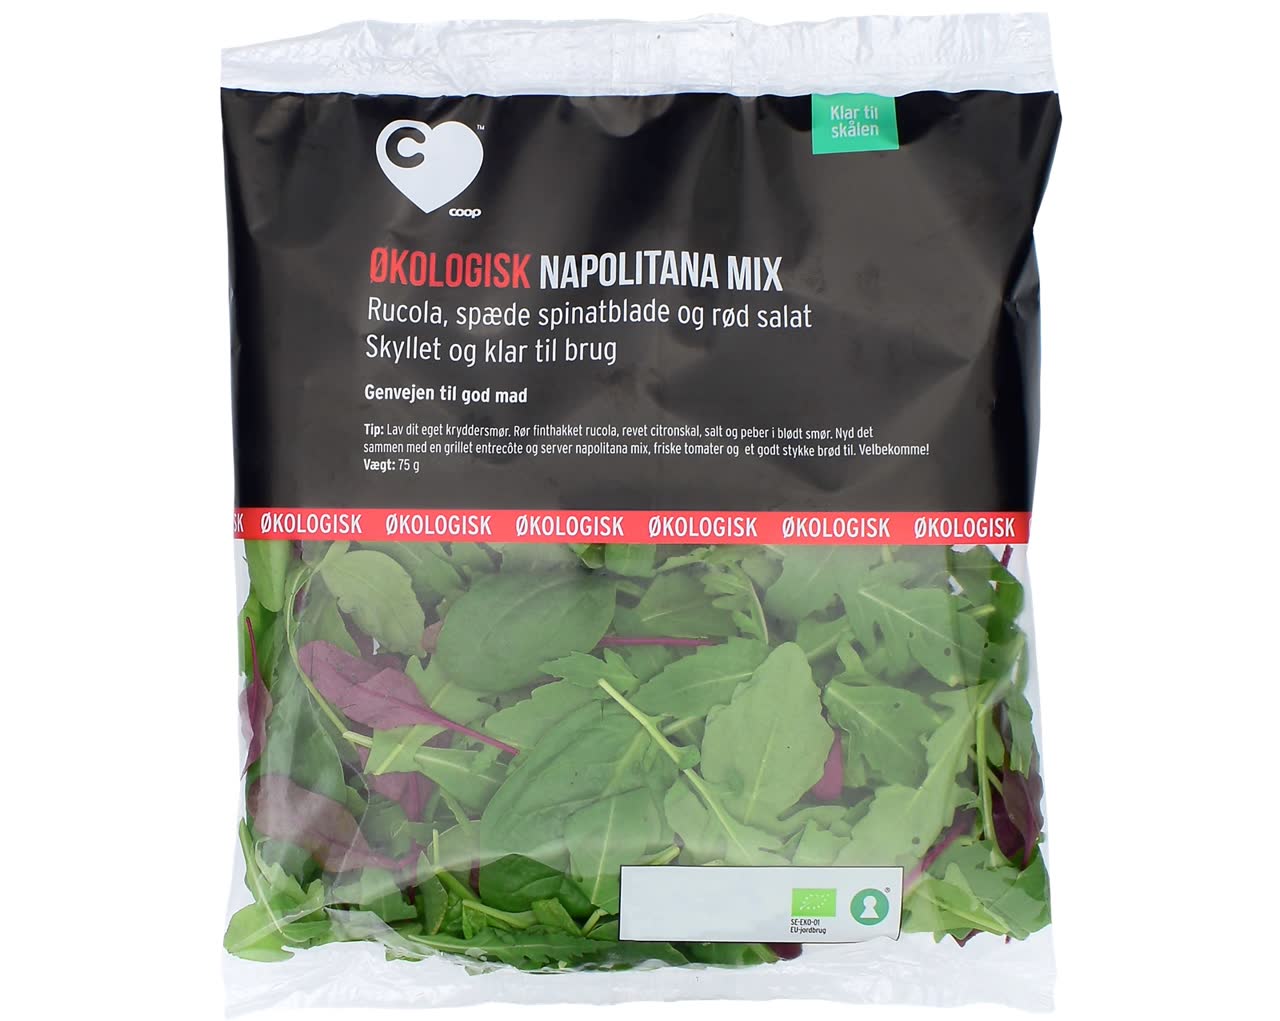 Klar til
skålen
C
™
coop
ØKOLOGISK NAPOLITANA MIX
Rucola, spæde spinatblade og rød salat
Skyllet og klar til brug
Genvejen til god mad
Tip: Lav dit eget kryddersmør. Rør finthakket rucola, revet citronskal, salt og peber i blødt smør. Nyd det
sammen med en grillet entrecôte og server napolitana mix, friske tomater og et godt stykke brød til. Velbekomme!
Vægt: 75 g
SK ØKOLOGISK ØKOLOGISK ØKOLOGISK ØKOLOGISK ØKOLOGISK ØKOLOGISK
®
SE-EKO-01
EU-jordbrug